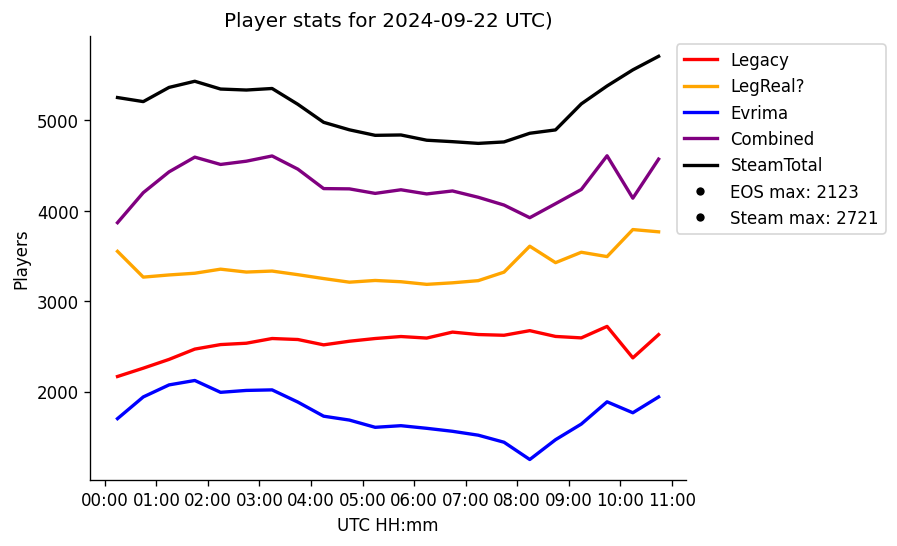 Player stats for 2024-09-22 UTC)
Legacy
LegReal?
Evrima
Combined
SteamTotal
EOS max: 2123
Steam max: 2721
Players
5000
4000
3000
2000
00:00 01:00 02:00 03:00 04:00 05:00 06:00 07:00 08:00 09:00 10:00 11:00
UTC HH:mm